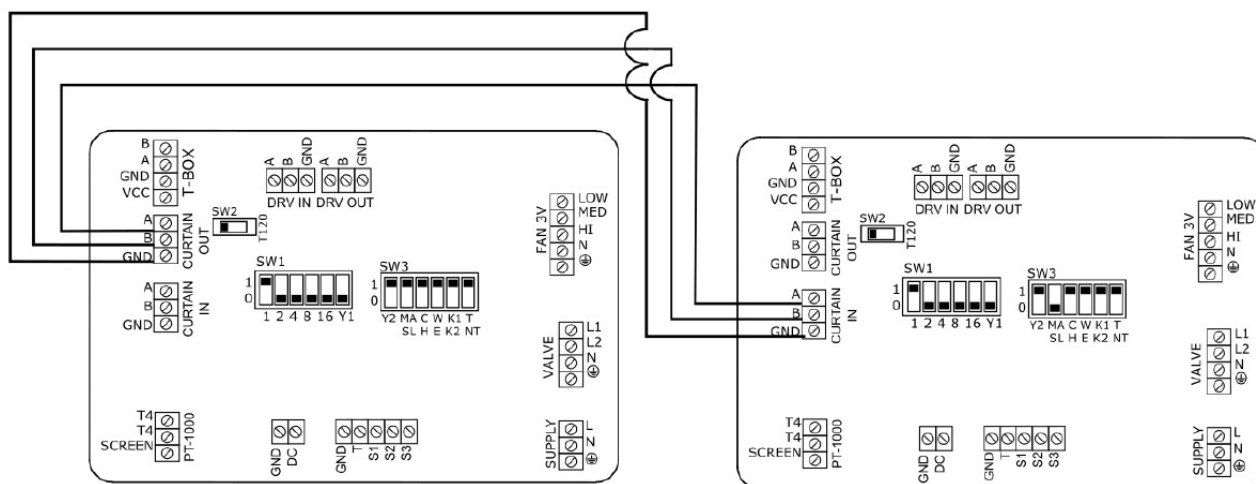 B
A
GND
VCC
T-BOX
A
B
GND
DRV IN
A
B
GND
DRV OUT
LOW
MED
HI
N
FAN 3V
A
B
GND
CURTAIN
OUT
SW2
T120
A
B
GND
CURTAIN
IN
SW1
1
0
1 2 4 8 16 Y1
SW3
1
0
Y2 MA C W K1 T
SL H E K2 NT
L1
L2
N
VALVE
T4
T4
SCREEN
PT-1000
GND
DC
GND
T
S1
S2
S3
SUPPLY
L
N
B
A
GND
VCC
T-BOX
A
B
GND
DRV IN
A
B
GND
DRV OUT
LOW
MED
HI
N
FAN 3V
A
B
GND
CURTAIN
OUT
SW2
T120
A
B
GND
CURTAIN
IN
SW1
1
0
1 2 4 8 16 Y1
SW3
1
0
Y2 MA C W K1 T
SL H E K2 NT
L1
L2
N
VALVE
T4
T4
SCREEN
PT-1000
GND
DC
GND
T
S1
S2
S3
SUPPLY
L
N